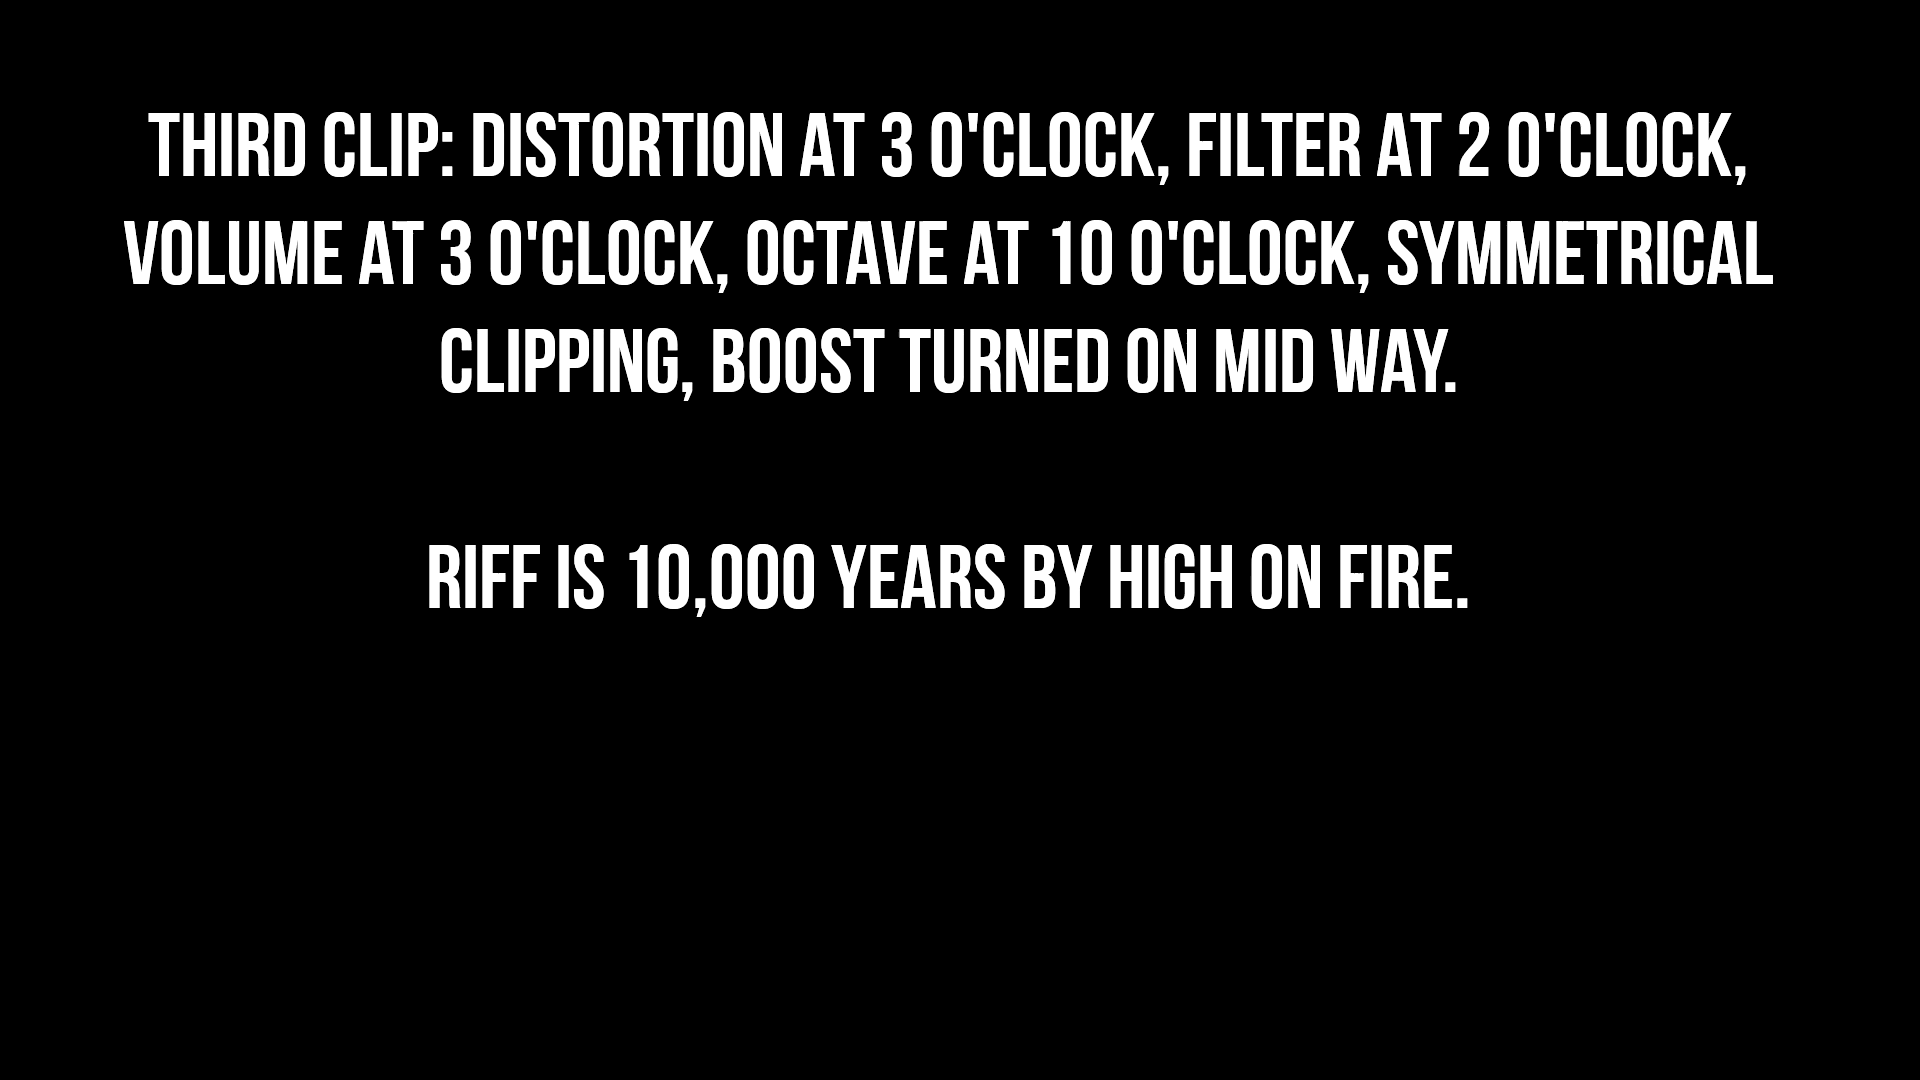 THIRD CLIP: DISTORTION AT 3 O'CLOCK, FILTER AT 2 O'CLOCK,
VOLUME AT 3 O'CLOCK, OCTAVE AT 10 O'CLOCK, SYMMETRICAL
CLIPPING, BOOST TURNED ON MID WAY.
RIFF IS 10,000 YEARS BY HIGH ON FIRE.